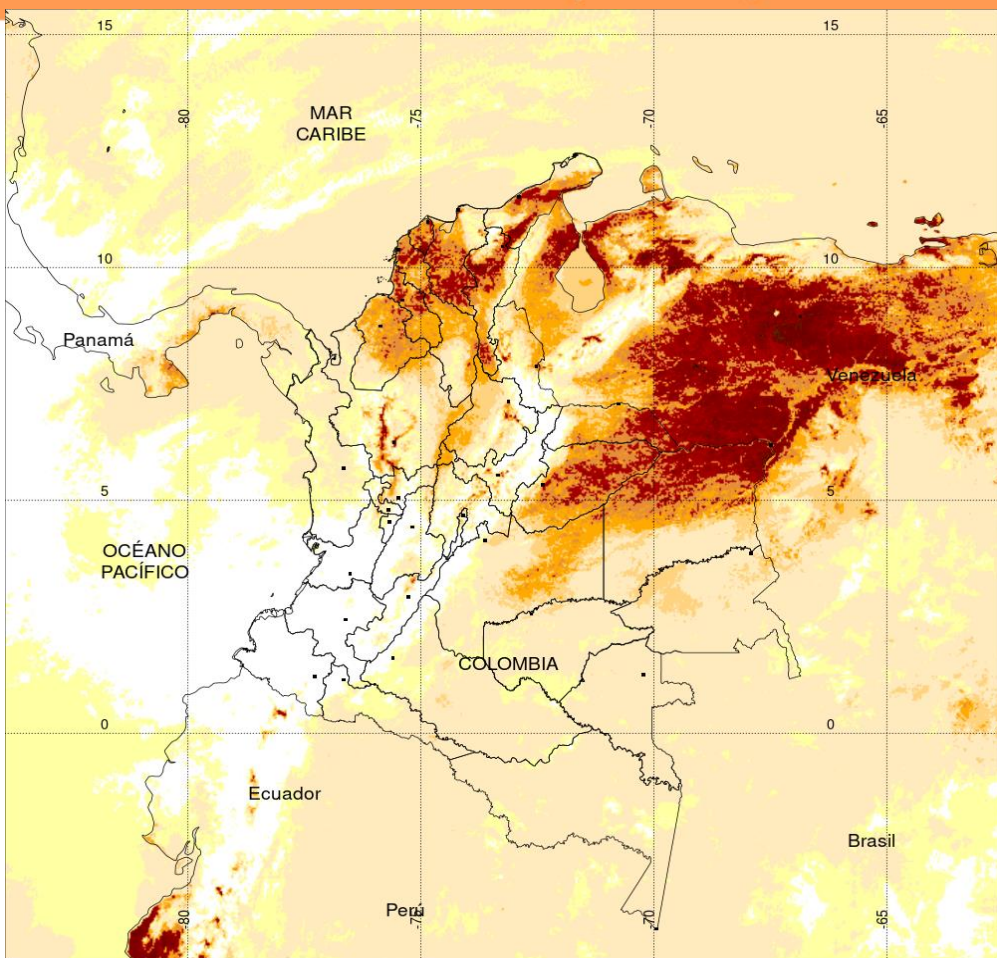 15
15
-80
-75
-70
-65
MAR
CARIBE
10
10
Panamá
Venezuela
5
5
OCÉANO
PACÍFICO
COLOMBIA
0
0
Ecuador
Brasil
Perú
-80
-75
-70
-65